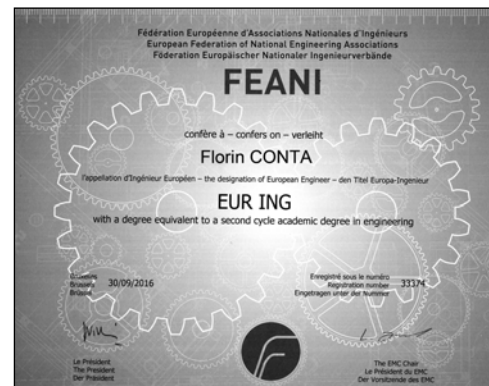 Fédération Européenne d'Associations Nationales d'Ingénieurs
European Federation of National Engineering Associations
Föderation Europäischer Nationaler Ingenieurverbände
FEANI
confère à – confers on – verleiht
Florin CONTA
l'appellation d'Ingénieur Européen – the designation of European Engineer – den Titel Europa-Ingenieur
EUR ING
with a degree equivalent to a second cycle academic degree in engineering
Bruxelles
Brussels 30/09/2016
Brüssel
Enregistré sous le numéro
Registration number 33374
Eingetragen unter der Nummer
Le Président
The President
Der Präsident
The EMC Chair
Le Président du EMC
Der Vorsitzende des EMC